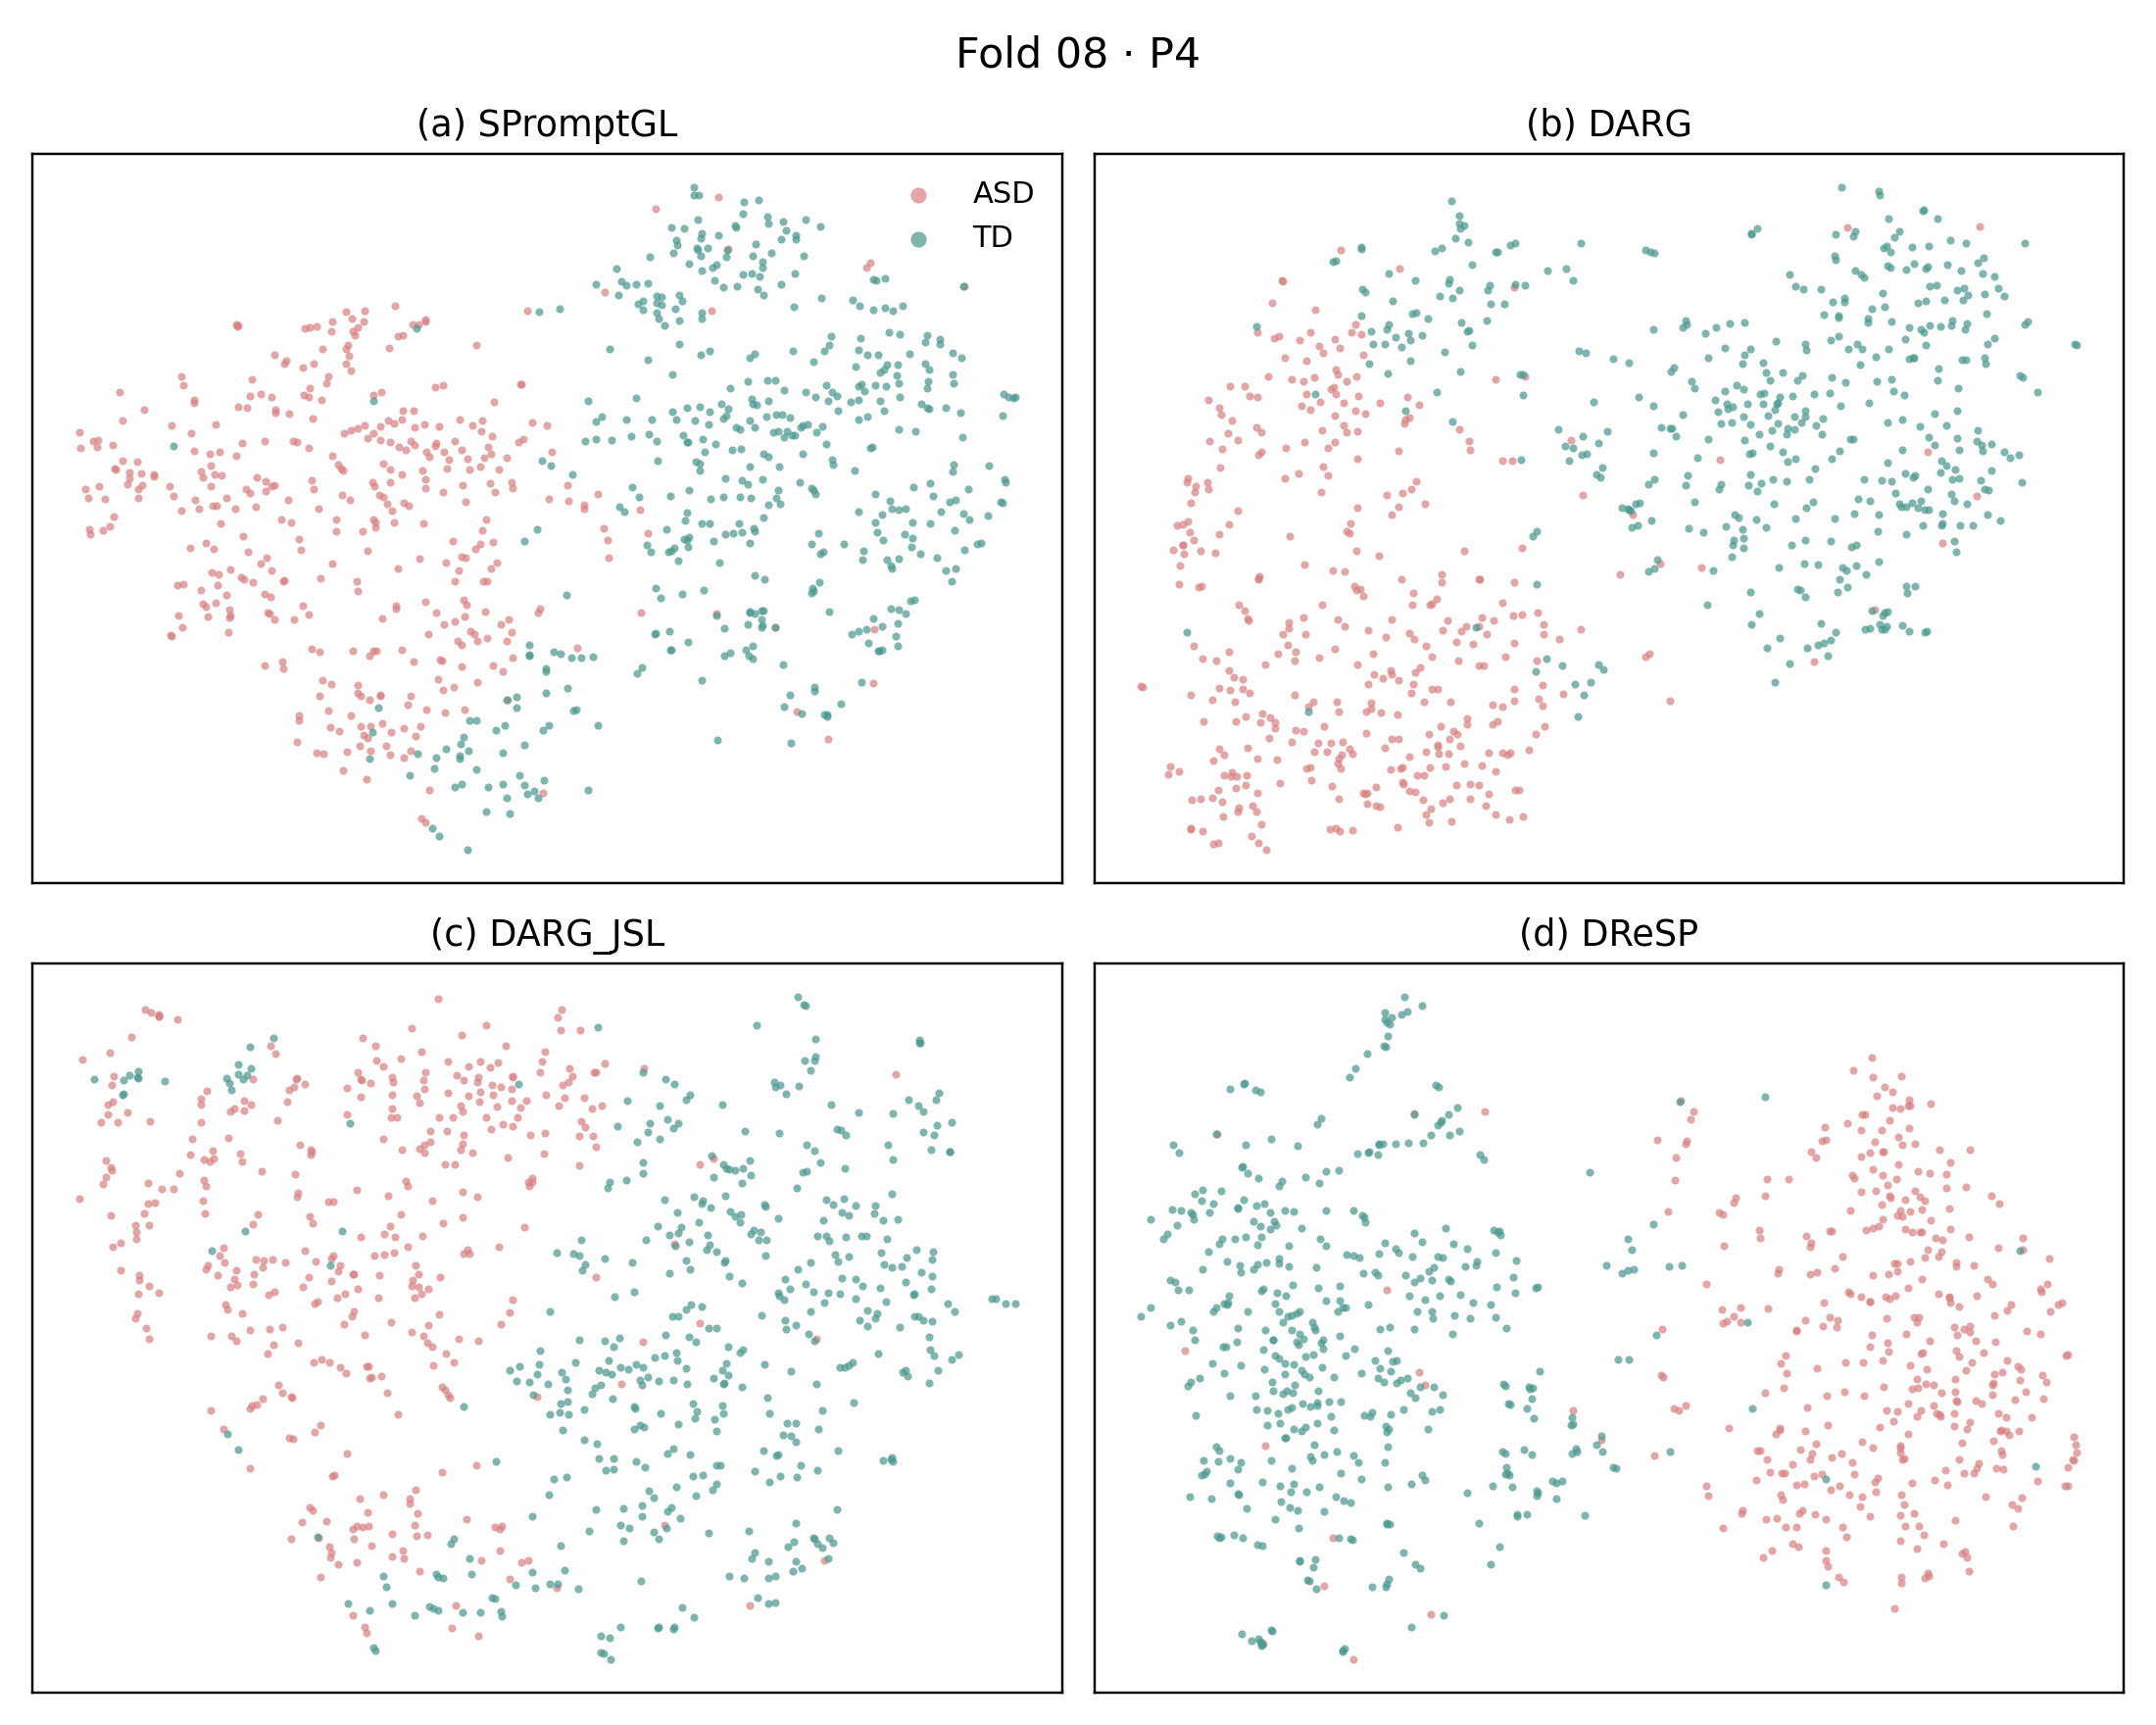 Fold 08 · P4
(a) SPromptGL
(b) DARG
ASD
TD
(c) DARG_JSL
(d) DReSP